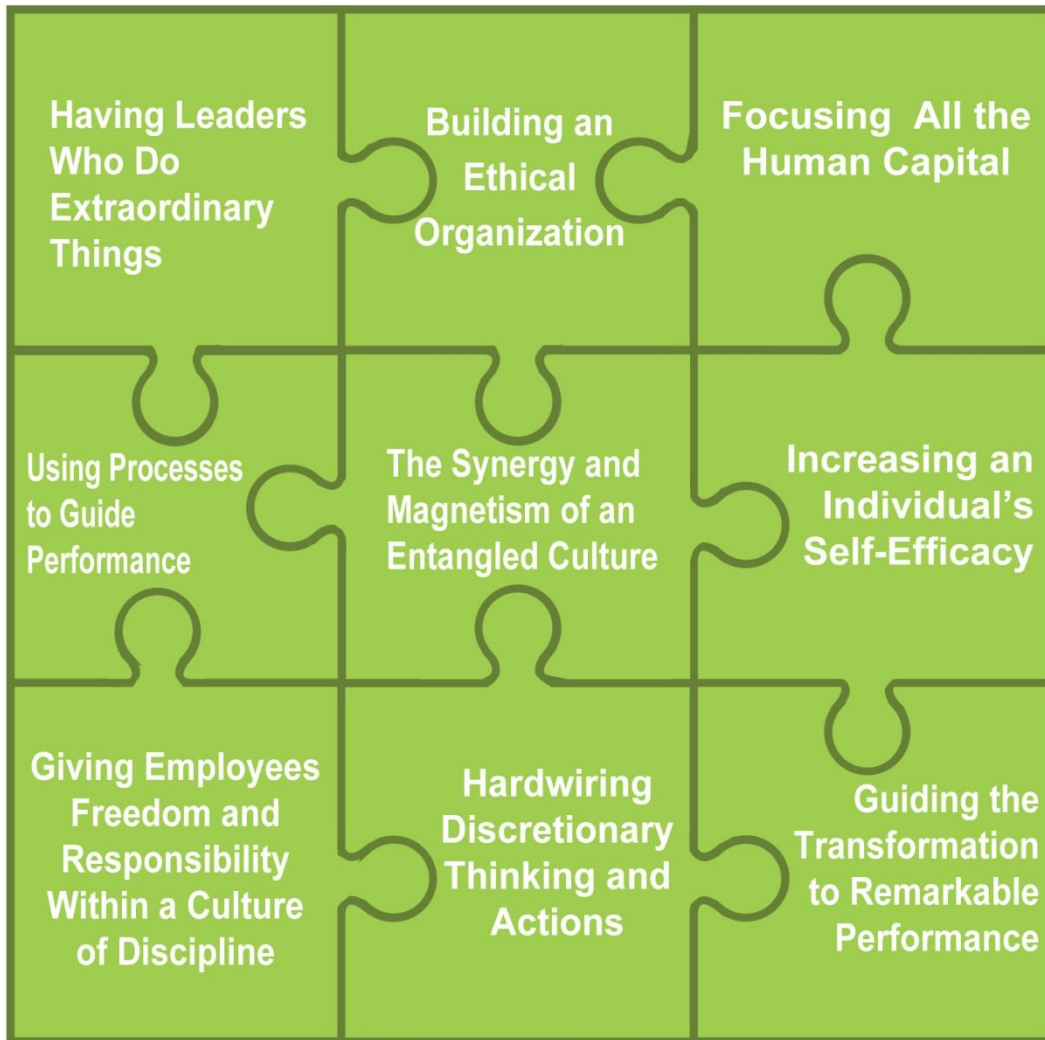 Having Leaders
Who Do
Extraordinary
Things
Building an
Ethical
Organization
Focusing All the
Human Capital
Using Processes
to Guide
Performance
The Synergy and
Magnetism of an
Entangled Culture
Increasing an
Individual’s
Self-Efficacy
Giving Employees
Freedom and
Responsibility
Within a Culture
of Discipline
Hardwiring
Discretionary
Thinking and
Actions
Guiding the
Transformation
to Remarkable
Performance